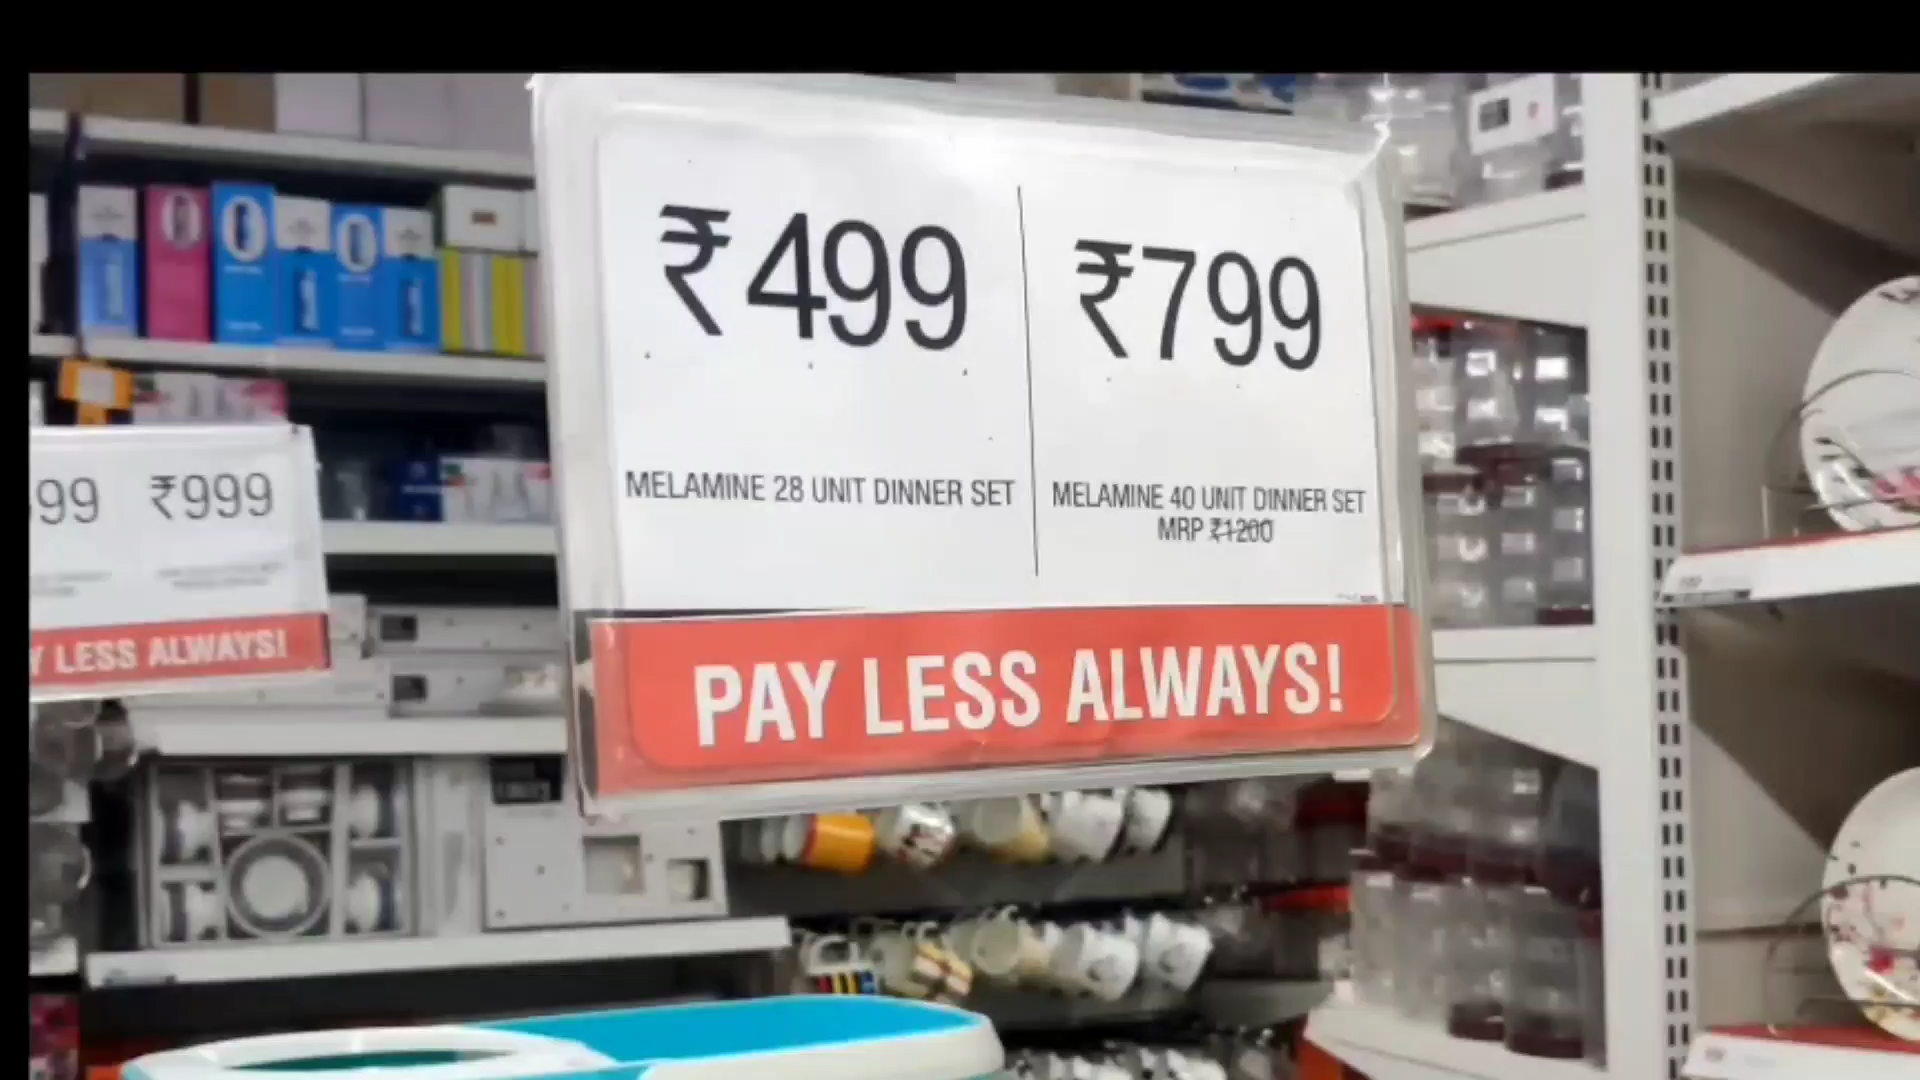 ₹499
₹799
MELAMINE 28 UNIT DINNER SET
MELAMINE 40 UNIT DINNER SET
MRP ₹1200
PAY LESS ALWAYS!
99
₹999
Y LESS ALWAYS!